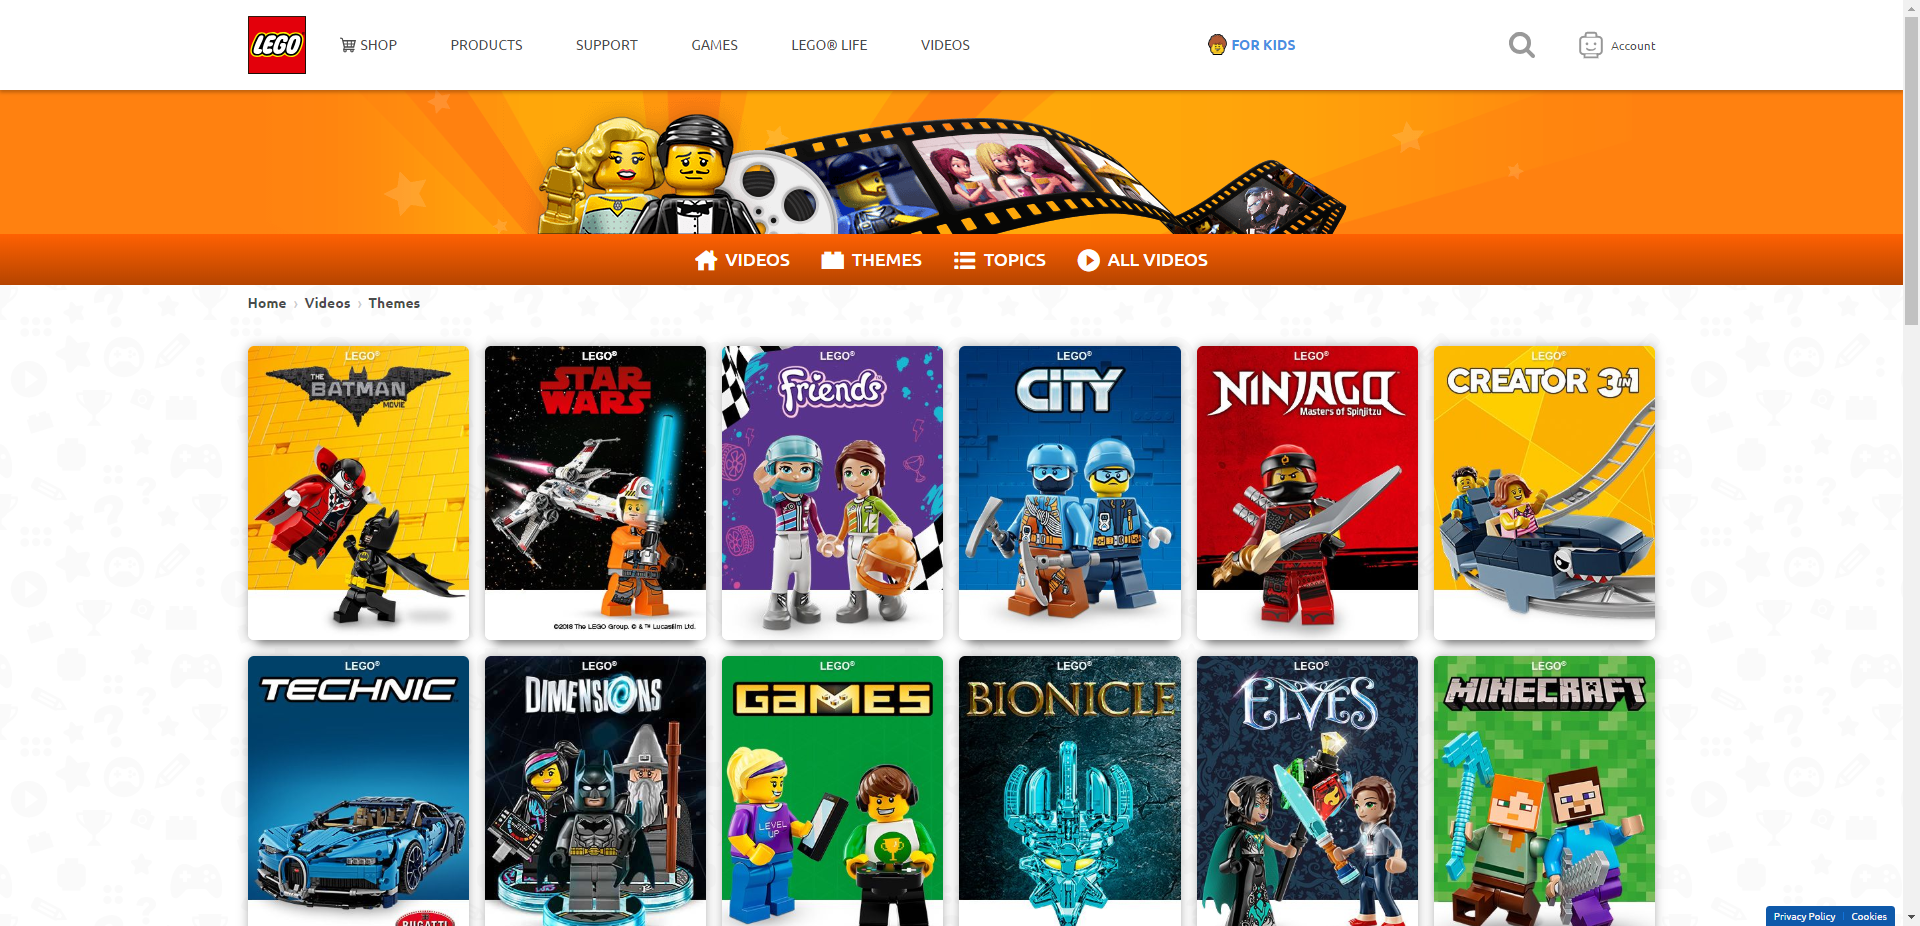 LEGO
SHOP
PRODUCTS
SUPPORT
GAMES
LEGO® LIFE
VIDEOS
FOR KIDS
Account
VIDEOS
THEMES
TOPICS
ALL VIDEOS
Home › Videos › Themes
LEGO®
THE
BATMAN
MOVIE
LEGO®
STAR
WARS
©2018 The LEGO Group. © & ™ Lucasfilm Ltd.
LEGO®
Friends
LEGO®
CITY
LEGO®
NINJAGO
Masters of Spinjitzu
LEGO®
CREATOR 3IN1
LEGO®
TECHNIC
BUGATTI
LEGO®
DIMENSIONS
LEGO®
GAMES
LEVEL
UP
LEGO®
BIONICLE
LEGO®
ELVES
LEGO®
MINECRAFT
Privacy Policy
Cookies